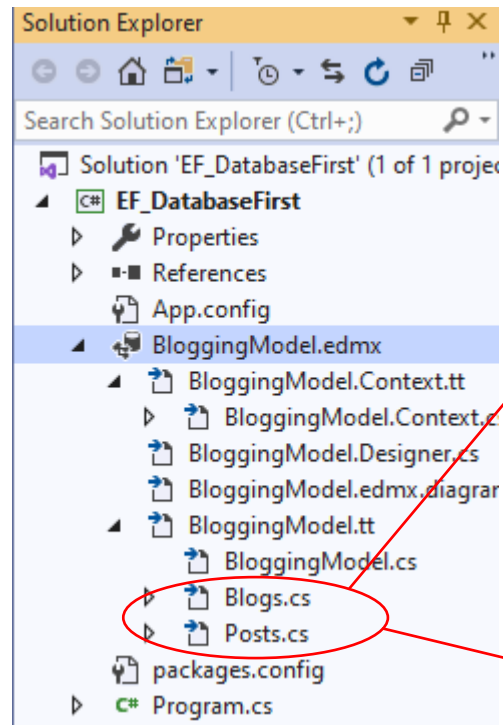 Solution Explorer
Search Solution Explorer (Ctrl+;)
Solution 'EF_DatabaseFirst' (1 of 1 projec
C# EF_DatabaseFirst
Properties
References
App.config
BloggingModel.edmx
BloggingModel.Context.tt
BloggingModel.Context.c
BloggingModel.Designer.cs
BloggingModel.edmx.diagrar
BloggingModel.tt
BloggingModel.cs
Blogs.cs
Posts.cs
packages.config
C# Program.cs